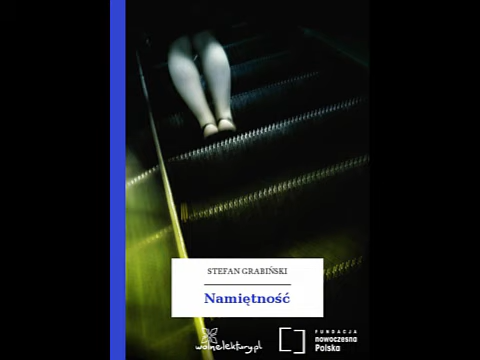 STEFAN GRABIŃSKI
Namiętność
wolnelektury.pl
FUNDACJA
nowoczesna
Polska